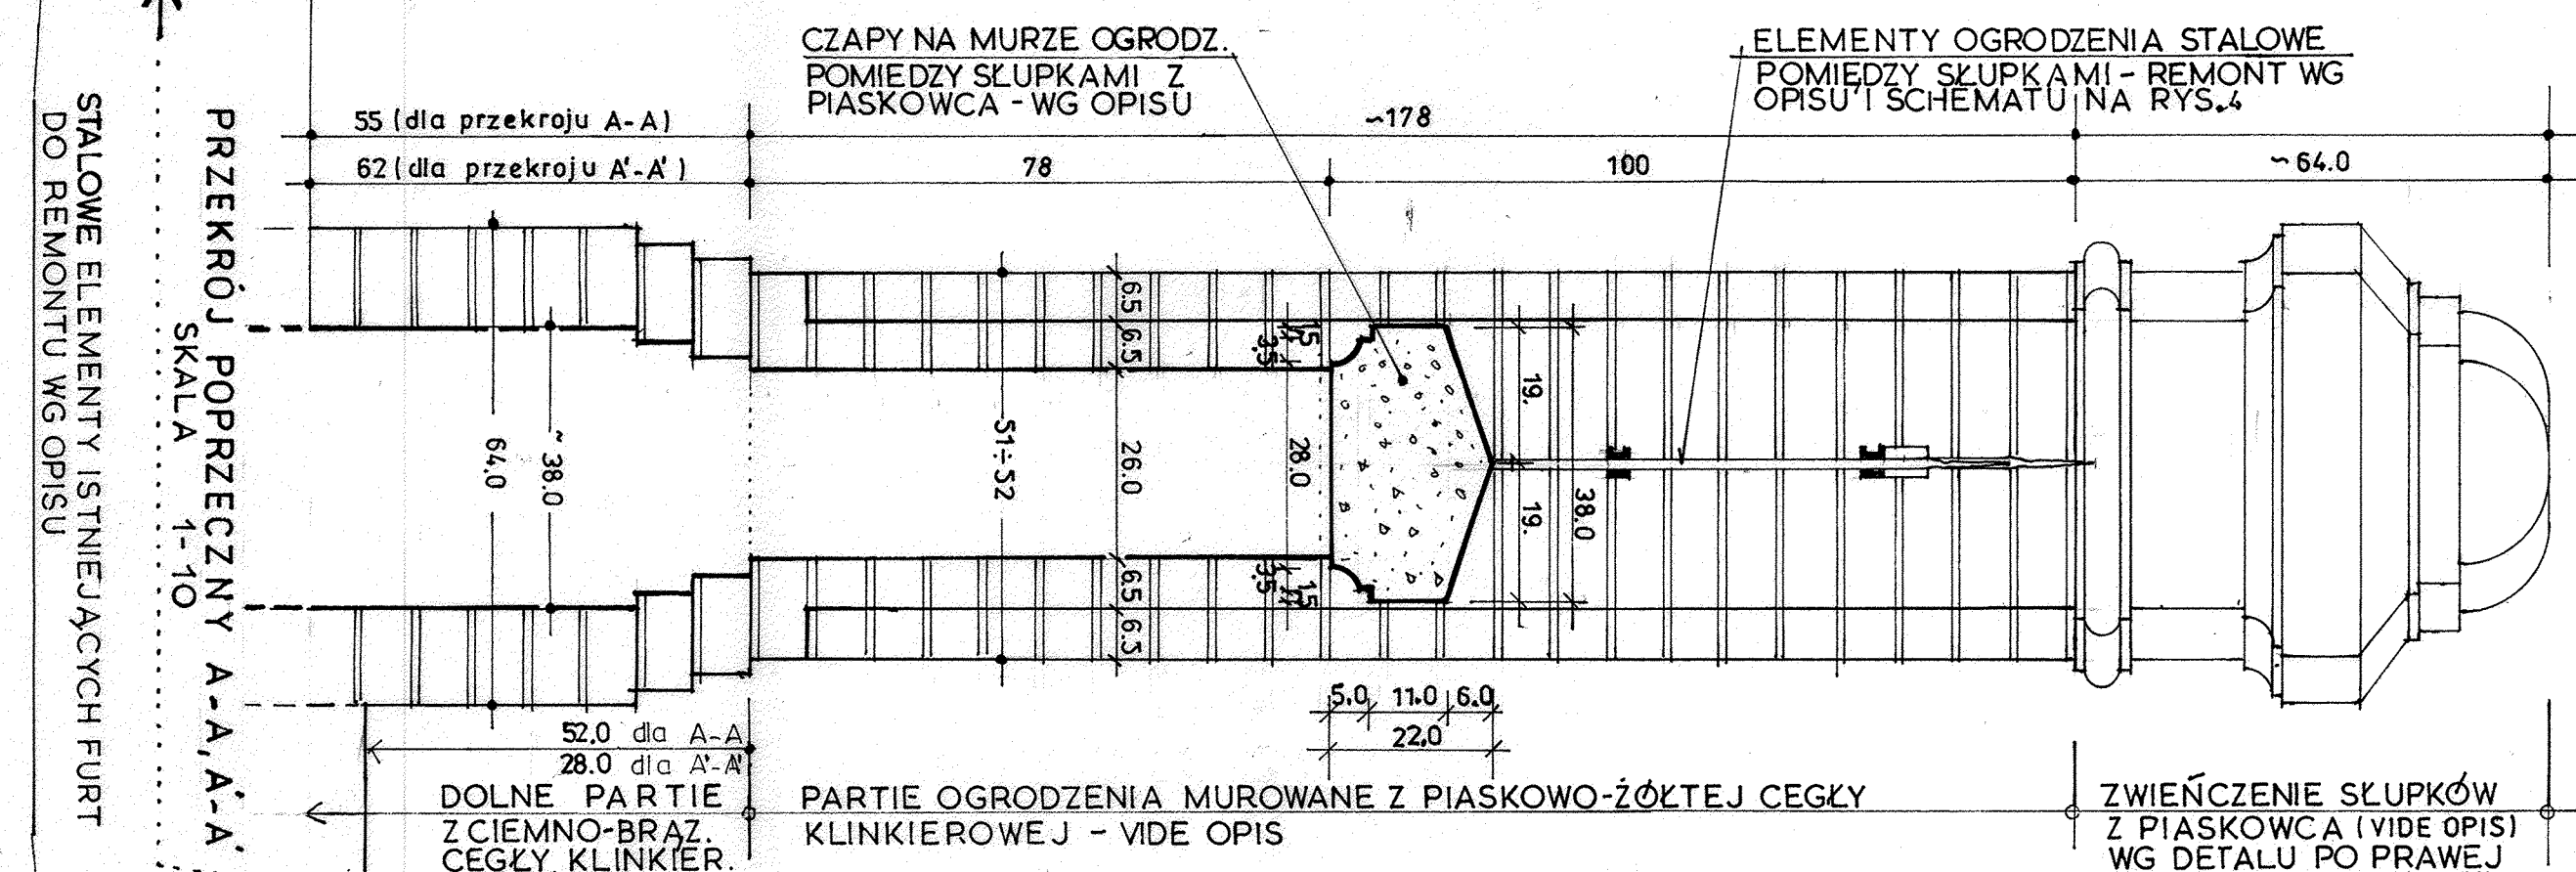 STALOWE ELEMENTY ISTNIEJĄCYCH FURT
DO REMONTU WG OPISU
PRZEKRÓJ POPRZECZNY A-A, A'-A'
SKALA 1-10
CZAPY NA MURZE OGRODZ.
POMIEDZY SŁUPKAMI Z
PIASKOWCA - WG OPISU
ELEMENTY OGRODZENIA STALOWE
POMIĘDZY SŁUPKAMI - REMONT WG
OPISU I SCHEMATU NA RYS.4
55 (dla przekroju A-A)
~178
62 (dla przekroju A'-A')
78
100
~64.0
64.0
~38.0
51÷52
6.5
6.5
26.0
6.5
6.5
1.5
3.5
28.0
3.5
1.5
19.
19.
38.0
5.0
11.0
6.0
22.0
52.0 dla A-A
28.0 dla A'-A'
DOLNE PARTIE
Z CIEMNO-BRĄZ.
CEGŁY KLINKIER.
PARTIE OGRODZENIA MUROWANE Z PIASKOWO-ŻÓŁTEJ CEGŁY
KLINKIEROWEJ - VIDE OPIS
ZWIEŃCZENIE SŁUPKÓW
Z PIASKOWCA (VIDE OPIS)
WG DETALU PO PRAWEJ